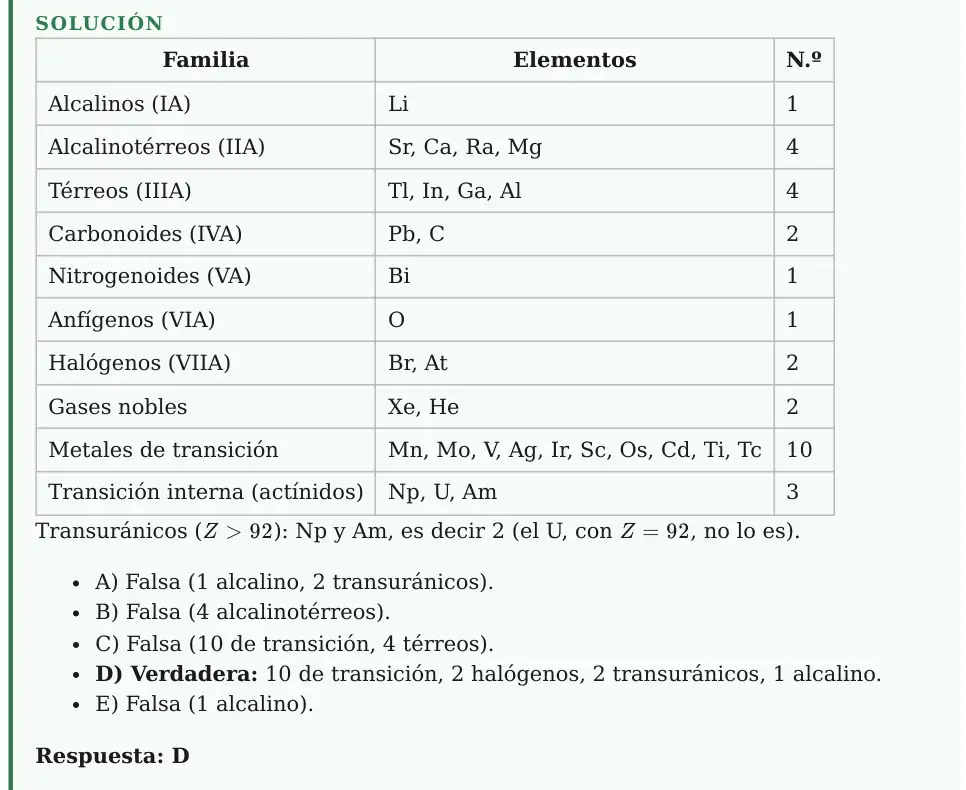 SOLUCIÓN
Familia Elementos N.º
Alcalinos (IA) Li 1
Alcalinotérreos (IIA) Sr, Ca, Ra, Mg 4
Térreos (IIIA) Tl, In, Ga, Al 4
Carbonoides (IVA) Pb, C 2
Nitrogenoides (VA) Bi 1
Anfígenos (VIA) O 1
Halógenos (VIIA) Br, At 2
Gases nobles Xe, He 2
Metales de transición Mn, Mo, V, Ag, Ir, Sc, Os, Cd, Ti, Tc 10
Transición interna (actínidos) Np, U, Am 3
Transuránicos (Z > 92): Np y Am, es decir 2 (el U, con Z = 92, no lo es).
• A) Falsa (1 alcalino, 2 transuránicos).
• B) Falsa (4 alcalinotérreos).
• C) Falsa (10 de transición, 4 térreos).
• D) Verdadera: 10 de transición, 2 halógenos, 2 transuránicos, 1 alcalino.
• E) Falsa (1 alcalino).
Respuesta: D